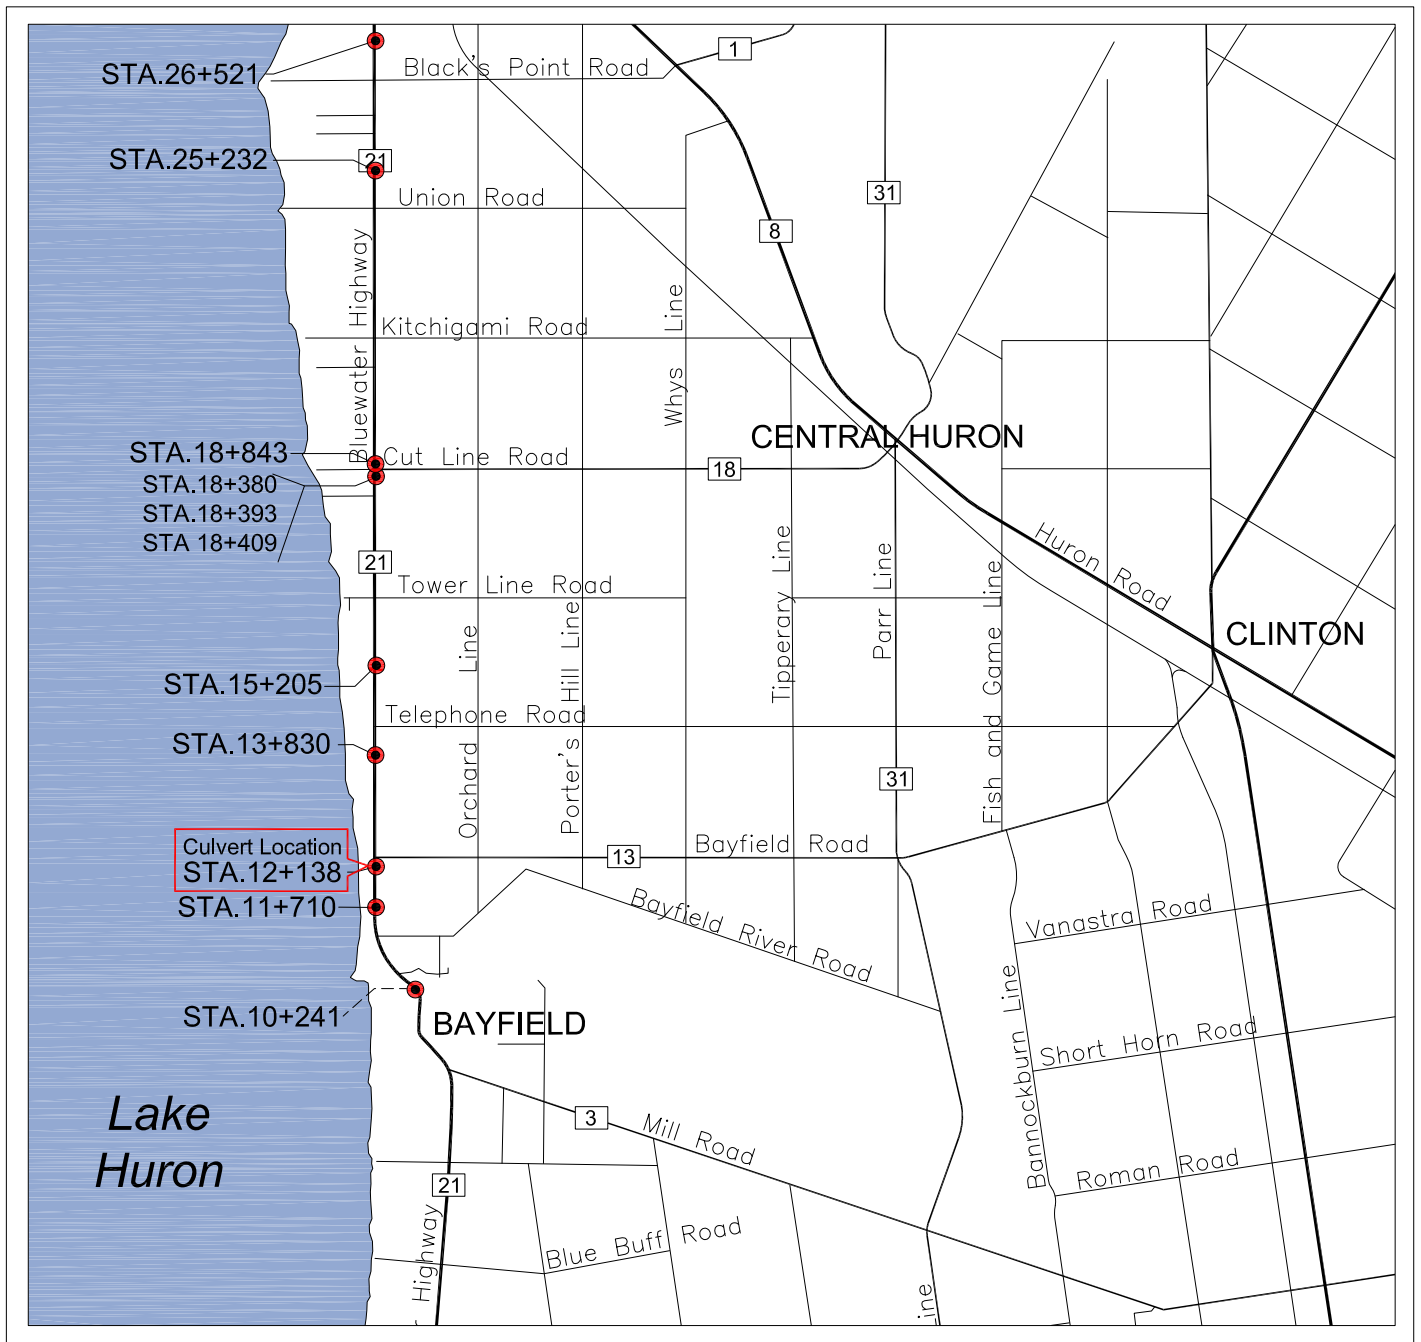 STA.26+521
Black's Point Road
1
STA.25+232
21
Union Road
31
8
Bluewater Highway
Kitchigami Road
Whys Line
CENTRAL HURON
STA.18+843
Cut Line Road
18
STA.18+380
STA.18+393
STA 18+409
21
Huron Road
Tower Line Road
Tipperary Line
Parr Line
Fish and Game Line
CLINTON
Orchard Line
Porter's Hill Line
STA.15+205
Telephone Road
STA.13+830
31
Culvert Location
STA.12+138
13
Bayfield Road
STA.11+710
Bayfield River Road
Vanastra Road
STA.10+241
BAYFIELD
Bannockburn Line
Short Horn Road
Lake
Huron
3
Mill Road
21
Roman Road
Highway
Blue Buff Road
ine